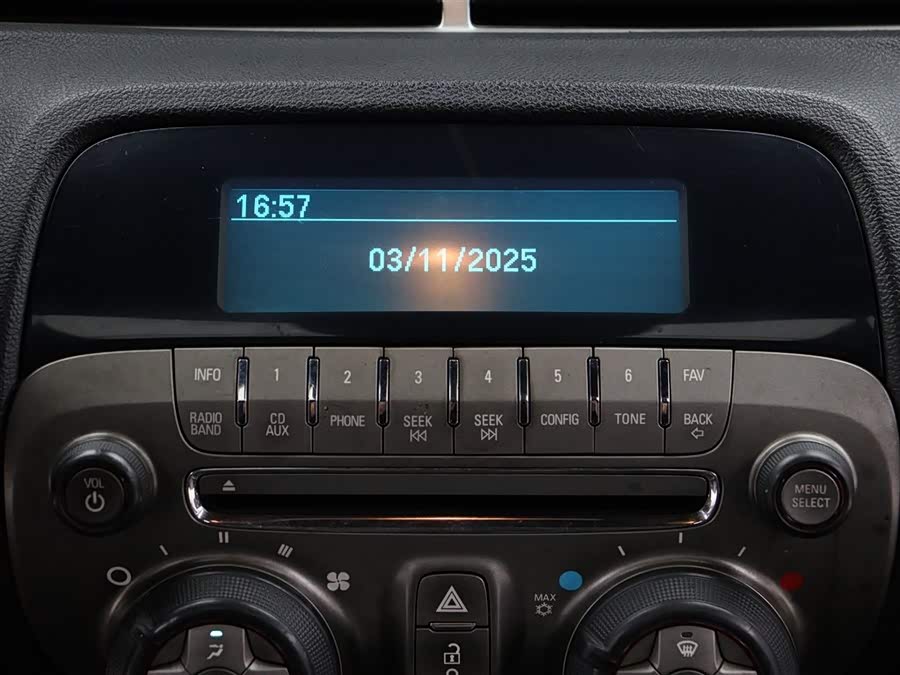 16:57
03/11/2025
INFO 1 2 3 4 5 6 FAV
RADIO BAND
CD AUX
PHONE
SEEK
SEEK
CONFIG
TONE
BACK
VOL
MENU
SELECT
MAX